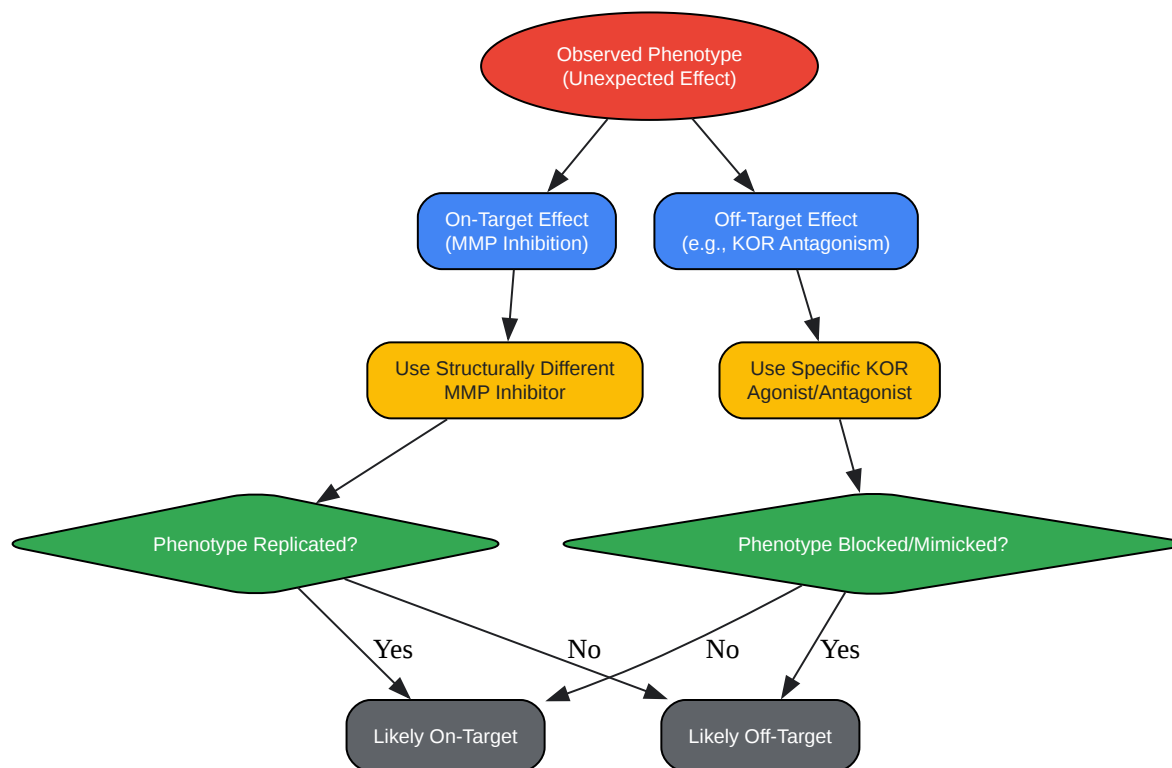 Observed Phenotype
(Unexpected Effect)
On-Target Effect
(MMP Inhibition)
Off-Target Effect
(e.g., KOR Antagonism)
Use Structurally Different
MMP Inhibitor
Use Specific KOR
Agonist/Antagonist
Phenotype Replicated?
Phenotype Blocked/Mimicked?
Yes
No
No
Yes
Likely On-Target
Likely Off-Target